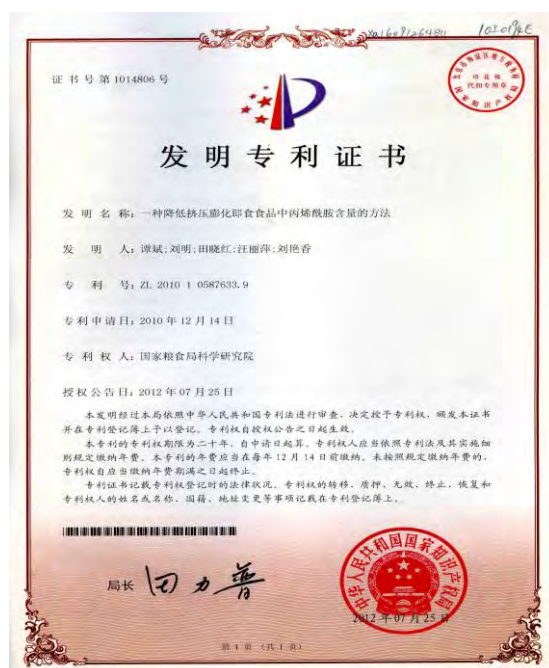 证书号第1014806号
发明专利证书
发 明 名 称：一种降低挤压膨化即食食品中丙烯酰胺含量的方法
发 明 人：谭斌;刘明;田晓红;汪丽萍;刘艳香
专 利 号：ZL 2010 1 0587633.9
专利申请日：2010年12月14日
专 利 权 人：国家粮食局科学研究院
授权公告日：2012年07月25日
本发明经过本局依照中华人民共和国专利法进行审查，决定授予专利权，颁发本证书
并在专利登记簿上予以登记。专利权自授权公告之日起生效。
本专利的专利权期限为二十年，自申请日起算。专利权人应当依照专利法及其实施细
则规定缴纳年费。本专利的年费应当在每年12月14日前缴纳。未按照规定缴纳年费的，
专利权自应当缴纳年费期满之日起终止。
专利证书记载专利权登记时的法律状况。专利权的转移、质押、无效、终止、恢复和
专利权人的姓名或名称、国籍、地址变更等事项记载在专利登记簿上。
局长 田力普
中华人民共和国国家知识产权局
2012年07月25日
第1页（共1页）